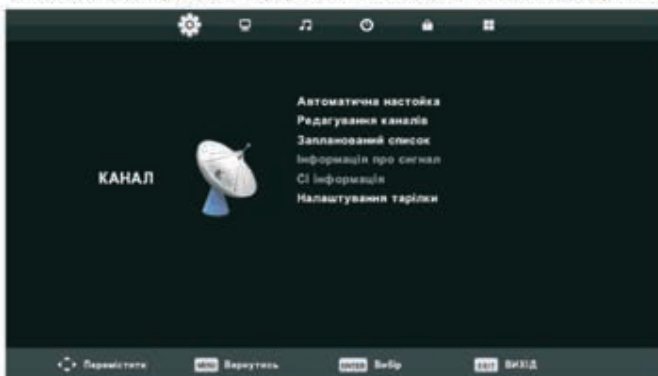 КАНАЛ
Автоматична настойка
Редагування каналів
Запланований список
Інформація про сигнал
CI інформація
Налаштування тарілки
Перемістити MENU Вернутись ENTER Вибір EXIT ВИХІД